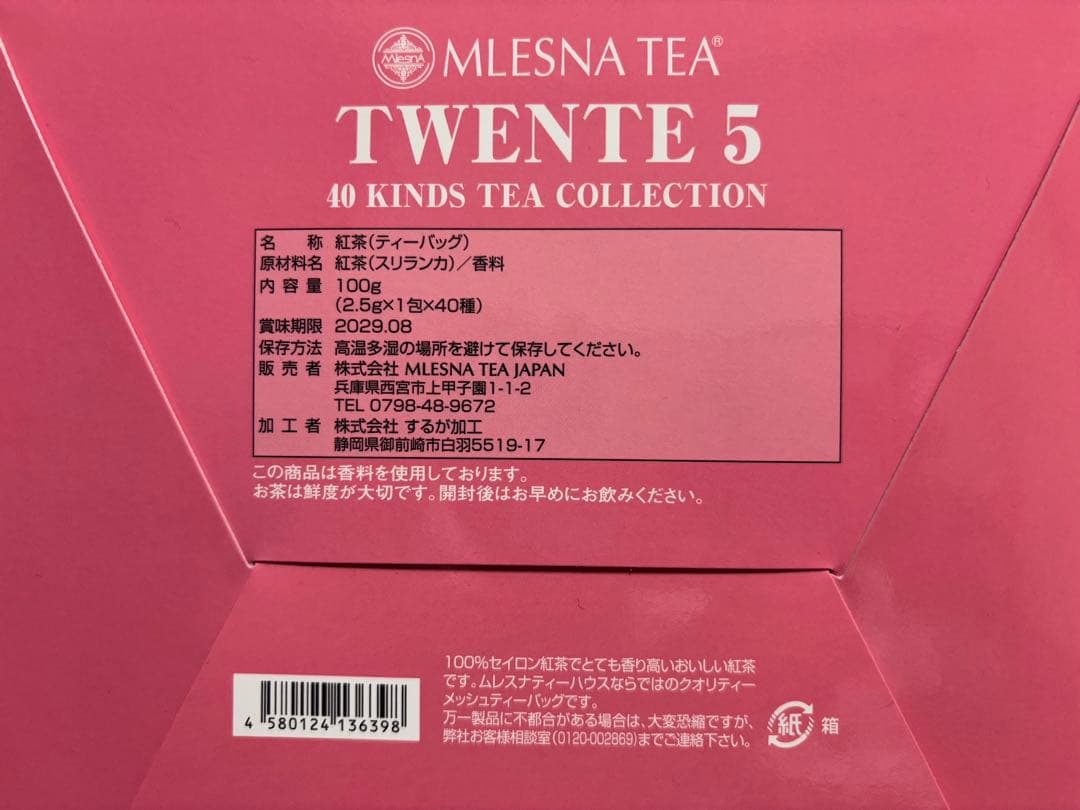 Mlesna MLESNA TEA®
TWENTE 5
40 KINDS TEA COLLECTION
名 称 紅茶(ティーバッグ)
原材料名 紅茶(スリランカ)/香料
内容量 100g
(2.5g×1包×40種)
賞味期限 2029.08
保存方法 高温多湿の場所を避けて保存してください。
販売者 株式会社 MLESNA TEA JAPAN
兵庫県西宮市上甲子園1-1-2
TEL 0798-48-9672
加工者 株式会社 するが加工
静岡県御前崎市白羽5519-17
この商品は香料を使用しております。
お茶は鮮度が大切です。開封後はお早めにお飲みください。
100%セイロン紅茶でとても香り高いおいしい紅茶
です。ムレスナティーハウスならではのクオリティー
メッシュティーバッグです。
万一製品に不都合がある場合は、大変恐縮ですが、
弊社お客様相談室(0120-002869)までご連絡下さい。
紙 箱
4 580124 136398